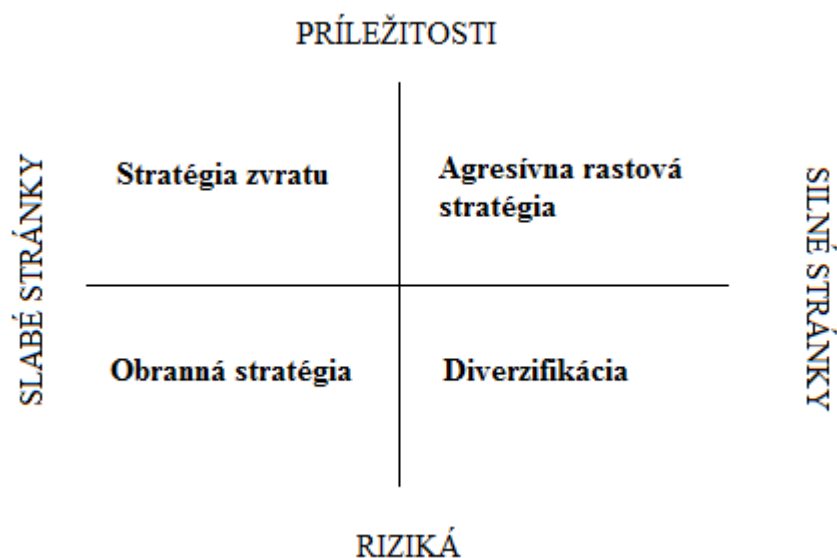 PRÍLEŽITOSTI
SLABÉ STRÁNKY
Stratégia zvratu
Agresívna rastová
stratégia
SILNÉ STRÁNKY
Obranná stratégia
Diverzifikácia
RIZIKÁ